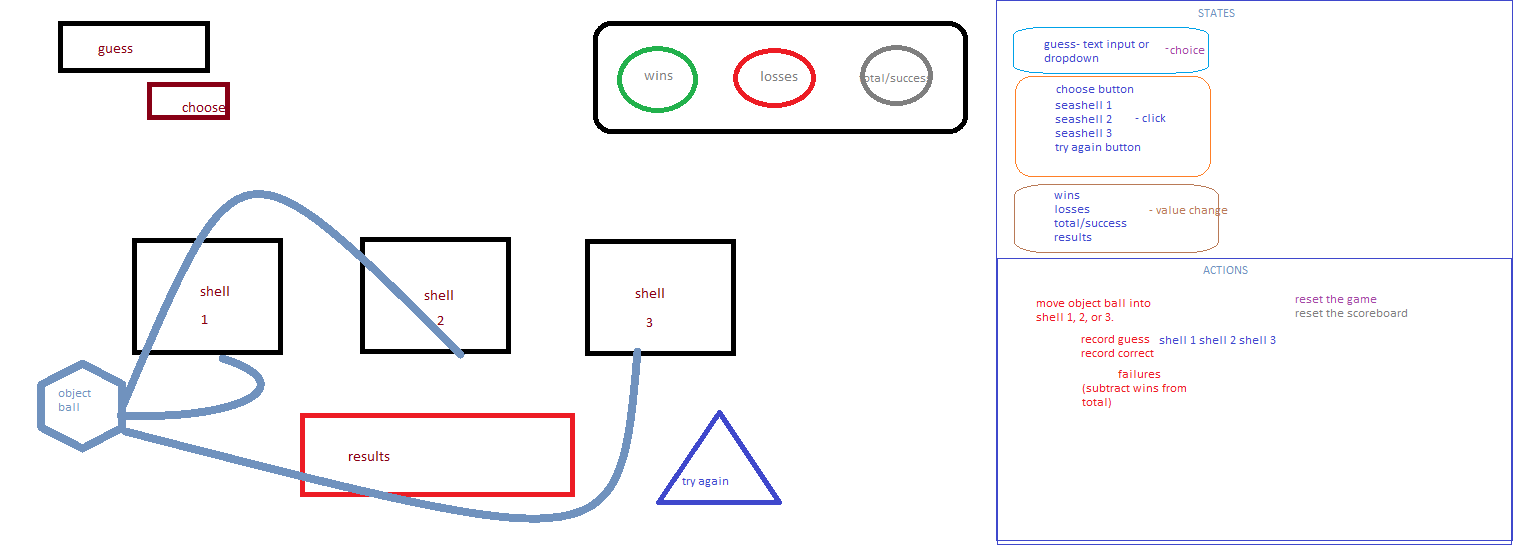 guess
choose
wins
losses
total/success
shell
1
shell
2
shell
3
object
ball
results
try again
STATES
guess- text input or
dropdown
-choice
choose button
seashell 1
seashell 2
- click
seashell 3
try again button
wins
losses
- value change
total/success
results
ACTIONS
move object ball into
shell 1, 2, or 3.
reset the game
reset the scoreboard
record guess
shell 1 shell 2 shell 3
record correct
failures
(subtract wins from
total)